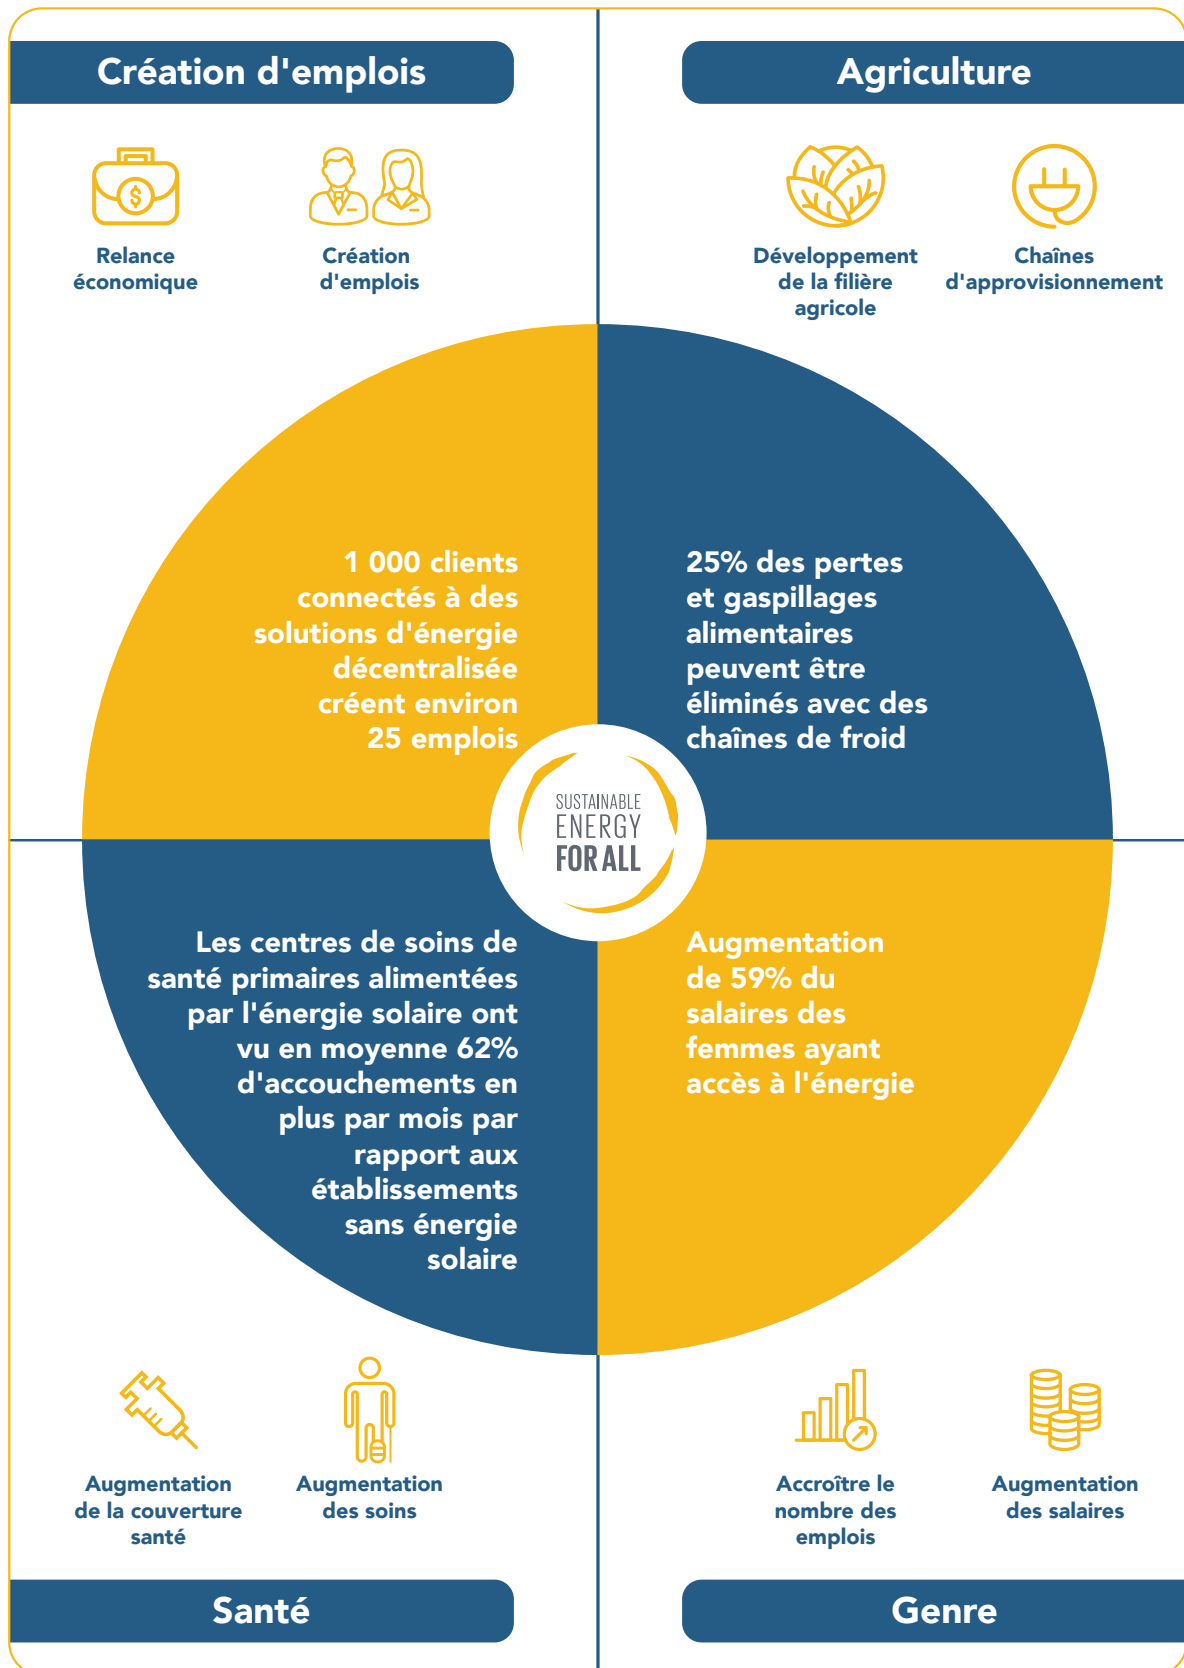 Création d'emplois
Relance
économique
Création
d'emplois
1 000 clients
connectés à des
solutions d'énergie
décentralisée
créent environ
25 emplois
Agriculture
Développement
de la filière
agricole
Chaînes
d'approvisionnement
25% des pertes
et gaspillages
alimentaires
peuvent être
éliminés avec des
chaînes de froid
SUSTAINABLE
ENERGY
FOR ALL
Les centres de soins de
santé primaires alimentées
par l'énergie solaire ont
vu en moyenne 62%
d'accouchements en
plus par mois par
rapport aux
établissements
sans énergie
solaire
Augmentation
de la couverture
santé
Augmentation
des soins
Santé
Augmentation
de 59% du
salaires des
femmes ayant
accès à l'énergie
Accroître le
nombre des
emplois
Augmentation
des salaires
Genre